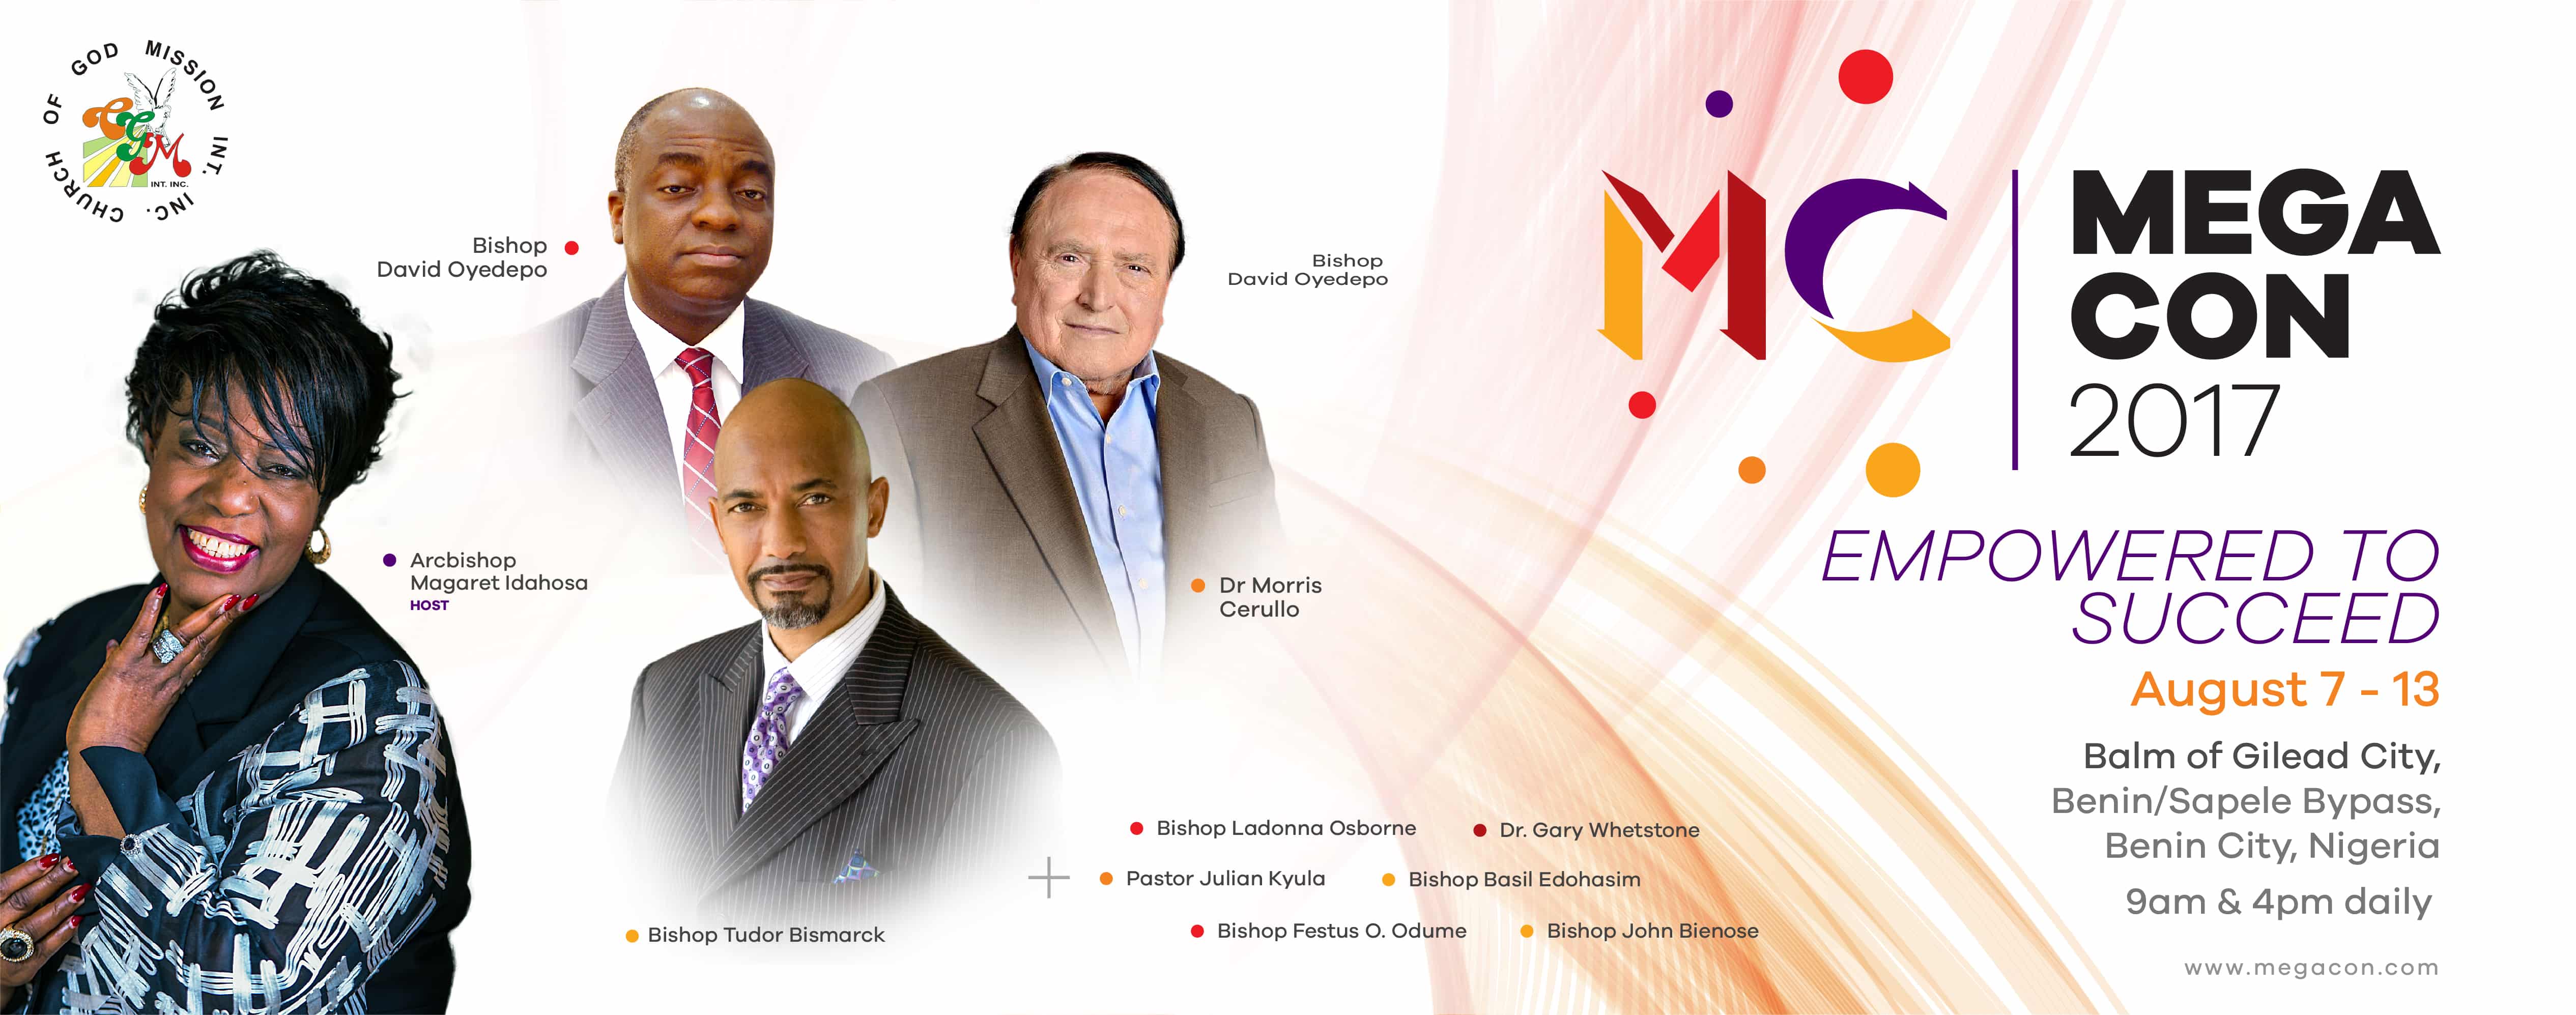 CHURCH OF GOD MISSION INT. INC.
CGM
INT. INC.
Bishop
David Oyedepo
Bishop
David Oyedepo
Arcbishop
Magaret Idahosa
HOST
Dr Morris
Cerullo
Bishop Tudor Bismarck
+
Bishop Ladonna Osborne
Dr. Gary Whetstone
Pastor Julian Kyula
Bishop Basil Edohasim
Bishop Festus O. Odume
Bishop John Bienose
MC
MEGA
CON
2017
EMPOWERED TO
SUCCEED
August 7 - 13
Balm of Gilead City,
Benin/Sapele Bypass,
Benin City, Nigeria
9am & 4pm daily
www.megacon.com